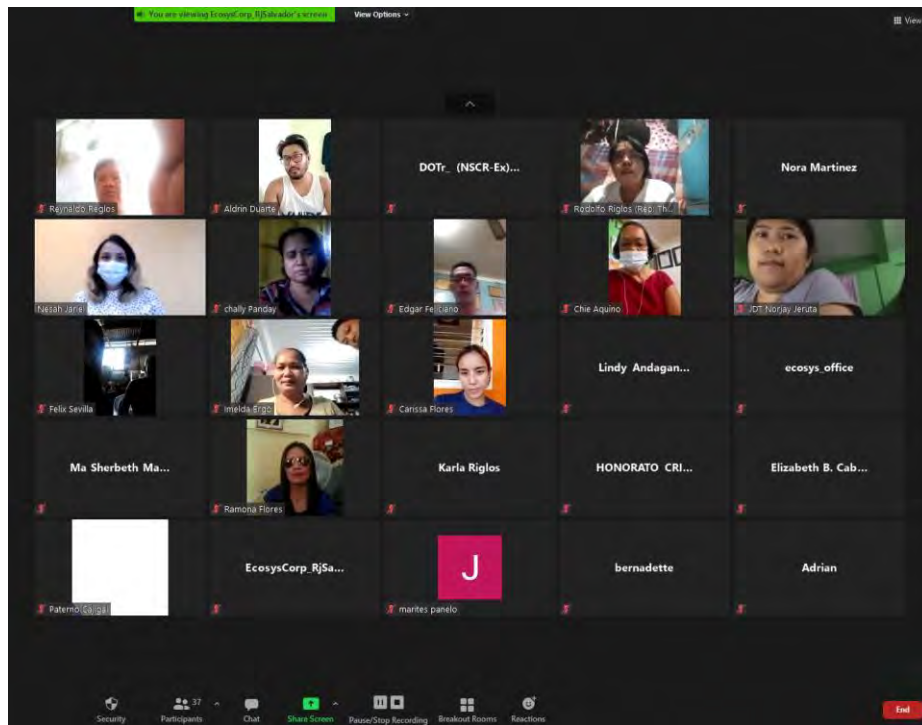 You are viewing EcosysCorp_RjSalvador's screen
View Options
View
Reynaldo Reglos
Aldrin Duarte
DOTr_ (NSCR-Ex)...
Rodolfo Riglos (Rep. Th...
Nora Martinez
Nesah Jariel
chally Panday
Edgar Feliciano
Chie Aquino
JDT Norjay Jeruta
Felix Sevilla
Imelda Ergo
Carissa Flores
Lindy Andagan...
ecosys_office
Ma Sherbeth Ma...
Ramona Flores
Karla Riglos
HONORATO CRI...
Elizabeth B. Cab...
Paterno
EcosysCorp_RjSa...
J
marites panelo
bernadette
Adrian
Security
Participants 37
Chat
Share Screen
Pause/Stop Recording
Breakout Rooms
Reactions
End